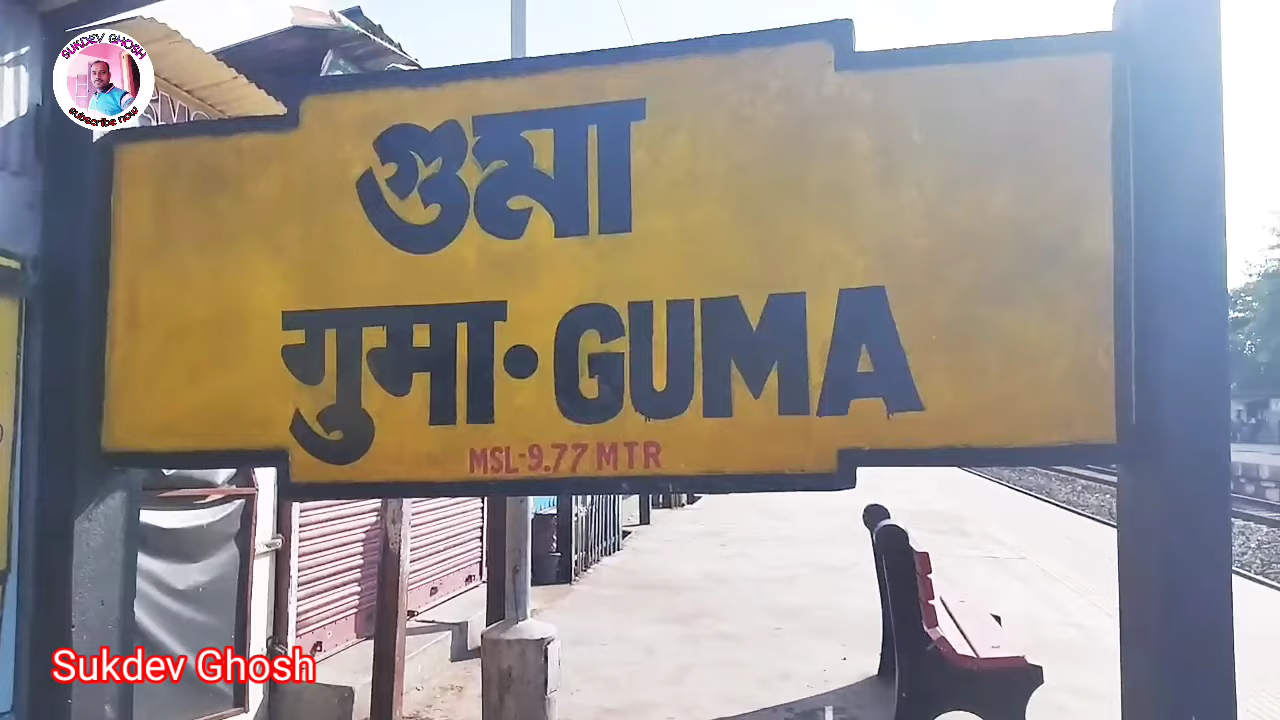 SUKDEV GHOSH
subscribe now
গুমা
गुमा • GUMA
MSL-9.77 MTR
Sukdev Ghosh